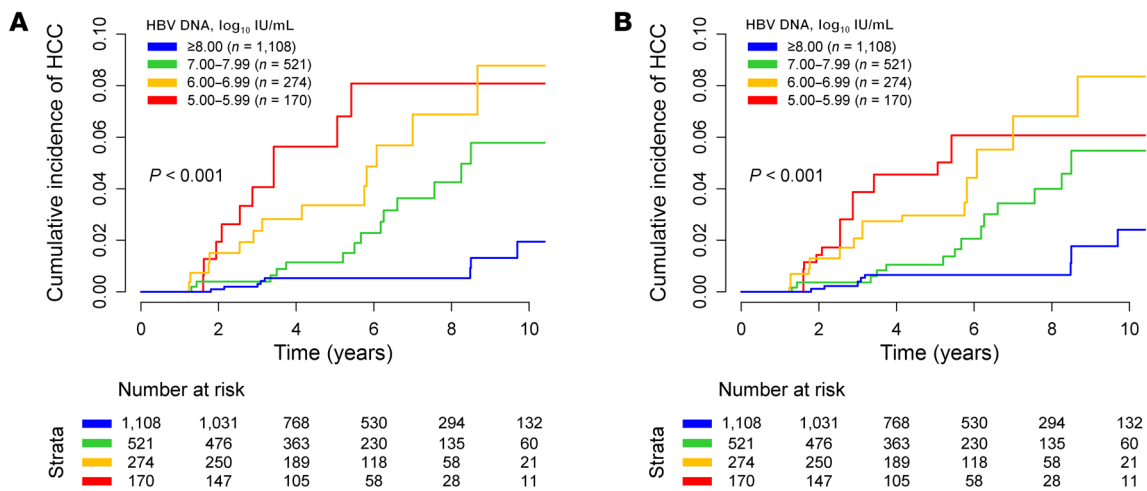 A
HBV DNA, log₁₀ IU/mL
≥8.00 (n = 1,108)
7.00–7.99 (n = 521)
6.00–6.99 (n = 274)
5.00–5.99 (n = 170)
P < 0.001
Cumulative incidence of HCC
0.10
0.08
0.06
0.04
0.02
0.00
0 2 4 6 8 10
Time (years)
Number at risk
Strata
1,108 1,031 768 530 294 132
521 476 363 230 135 60
274 250 189 118 58 21
170 147 105 58 28 11
B
HBV DNA, log₁₀ IU/mL
≥8.00 (n = 1,108)
7.00–7.99 (n = 521)
6.00–6.99 (n = 274)
5.00–5.99 (n = 170)
P < 0.001
Cumulative incidence of HCC
0.10
0.08
0.06
0.04
0.02
0.00
0 2 4 6 8 10
Time (years)
Number at risk
Strata
1,108 1,031 768 530 294 132
521 476 363 230 135 60
274 250 189 118 58 21
170 147 105 58 28 11